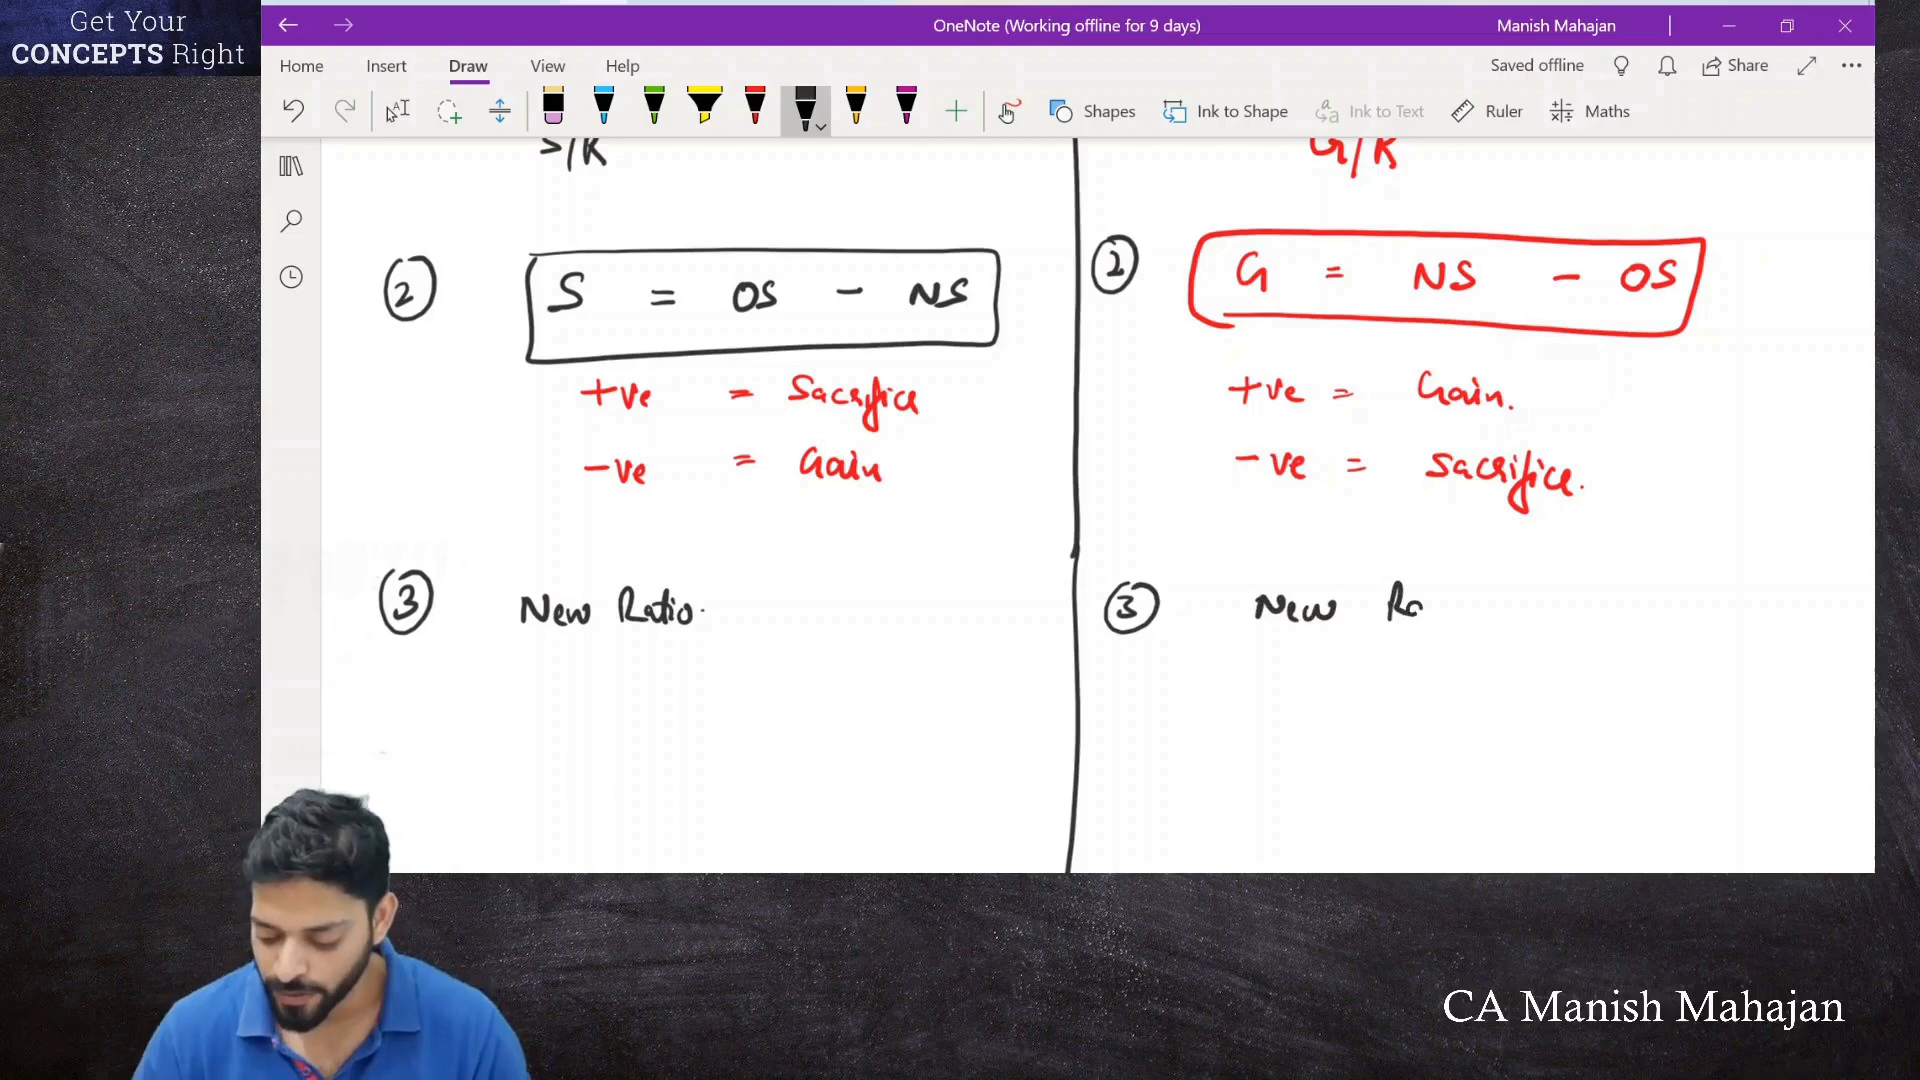 Get Your
CONCEPTS Right
OneNote (Working offline for 9 days)
Manish Mahajan
Home Insert Draw View Help
Saved offline
Share
Shapes
Ink to Shape
Ink to Text
Ruler
Maths
S/R
G/R
② S = OS - NS
+ve = Sacrifice
-ve = Gain
② G = NS - OS
+ve = Gain.
-ve = Sacrifice.
③ New Ratio.
③ New Ra
CA Manish Mahajan